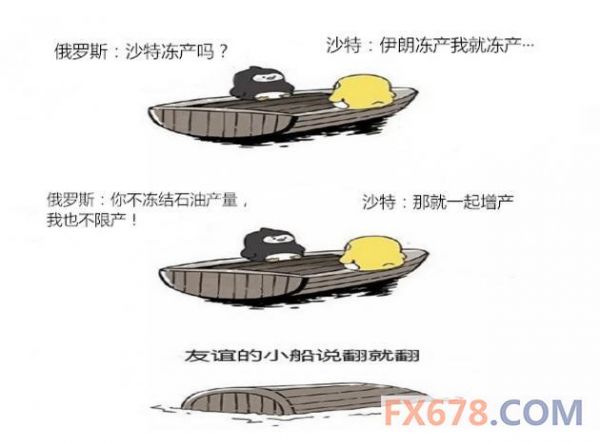 俄罗斯：沙特冻产吗？
沙特：伊朗冻产我就冻产···
俄罗斯：你不冻结石油产量，
我也不限产！
沙特：那就一起增产
友谊的小船说翻就翻
FX678.COM